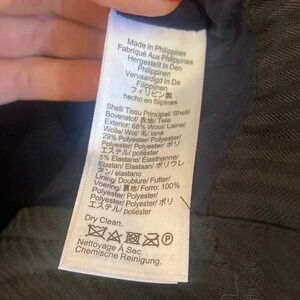 Made In Philippines
Fabriqué Aux Philippines
Hergestellt In Den
Philippinen
Vervaardigd In De
Filipijnen
フィリピン製
hecho en filipinas
Shell/ Tissu Principal/ Shell/
Bovenstof/ 表地/ Tela
Exterior: 66% Wool/ Laine/
Wolle/ Wol/ 毛/ lana
29% Polyester/ Polyester/
Polyester/ Polyester/ ポリ
エステル/ poliéster
5% Elastane/ Élasthanne/
Elastan/ Elastaan/ ポリウレ
タン/ elastano
Lining/ Doublure/ Futter/
Voering/ 裏地/ Forro: 100%
Polyester/ Polyester/
Polyester/ Polyester/ ポリエ
ステル/ poliéster
Dry Clean.
Nettoyage À Sec.
Chemische Reinigung.